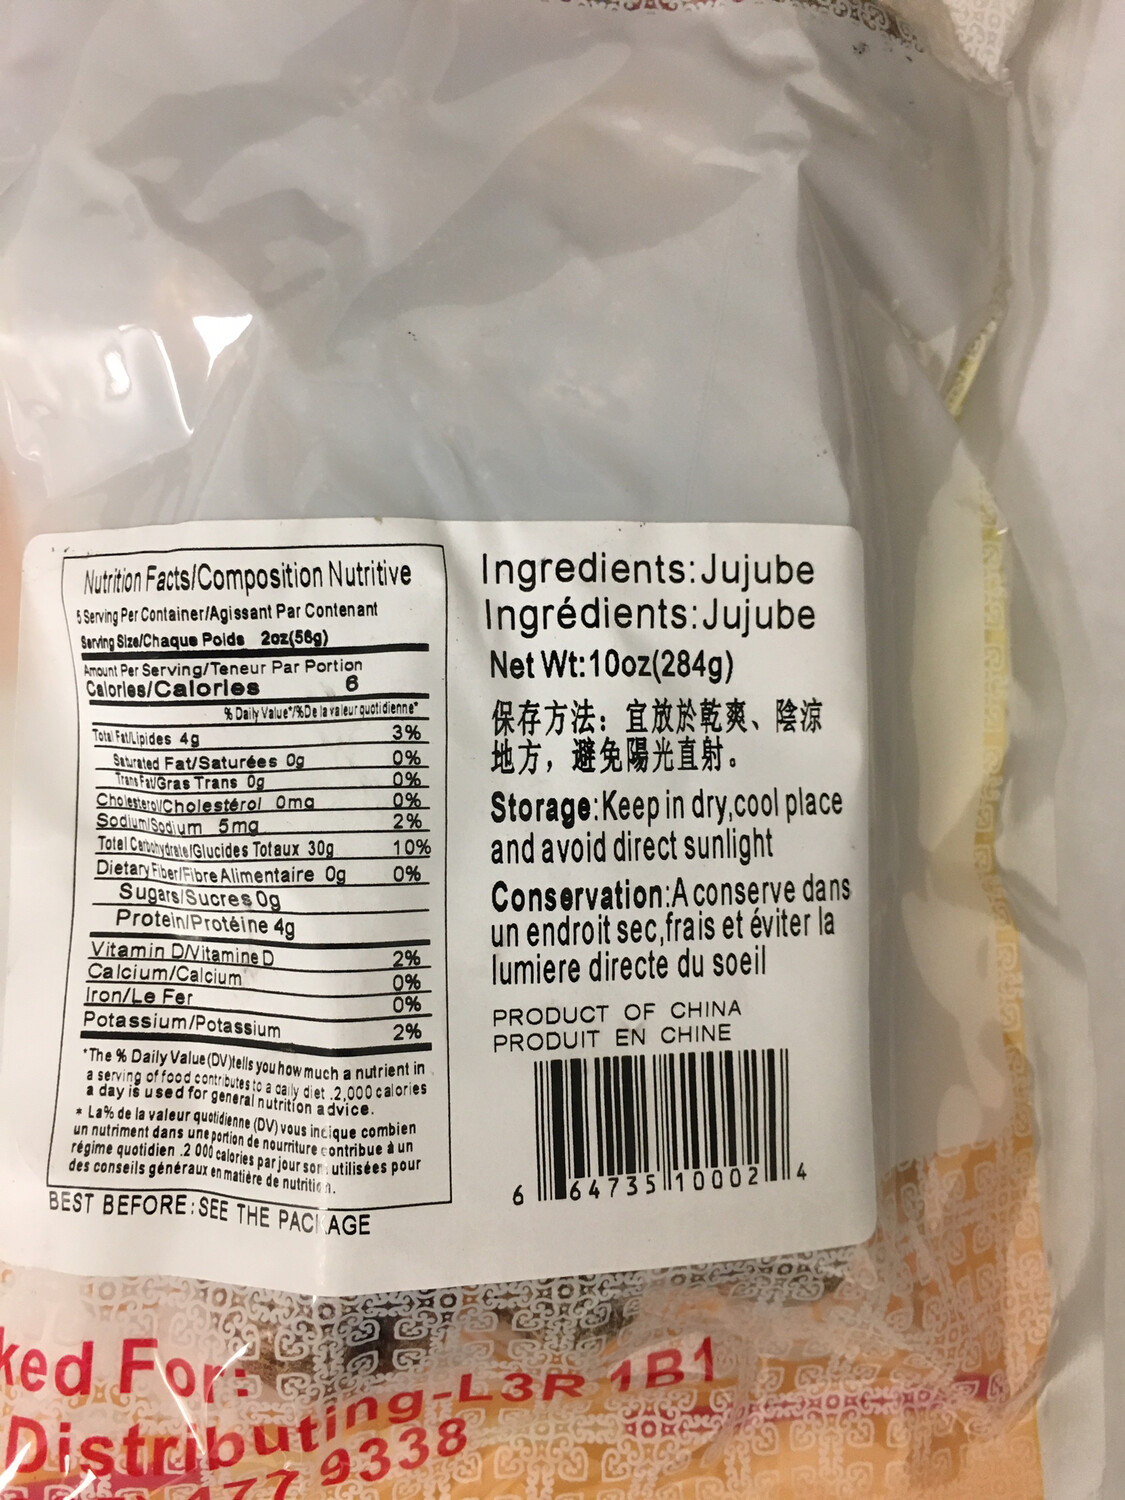 Nutrition Facts/Composition Nutritive
5 Serving Per Container/Agissant Par Contenant
Serving Size/Chaque Poids 2oz(56g)
Amount Per Serving/Teneur Par Portion
Calories/Calories 6
% Daily Value*/%De la valeur quotidienne*
Total Fat/Lipides 4g 3%
Saturated Fat/Saturées 0g 0%
Trans Fat/Gras Trans 0g 0%
Cholesterol/Cholestérol 0mg 0%
Sodium/Sodium 5mg 2%
Total Carbohydrate/Glucides Totaux 30g 10%
Dietary Fiber/Fibre Alimentaire 0g 0%
Sugars/Sucres 0g
Protein/Protéine 4g
Vitamin D/Vitamine D 2%
Calcium/Calcium 0%
Iron/Le Fer 0%
Potassium/Potassium 2%
*The % Daily Value(DV)tells you how much a nutrient in
a serving of food contributes to a daily diet .2,000 calories
a day is used for general nutrition advice.
* La% de la valeur quotidienne (DV) vous indique combien
un nutriment dans une portion de nourriture contribue à un
régime quotidien .2 000 calories par jour sont utilisées pour
des conseils généraux en matière de nutrition.
BEST BEFORE:SEE THE PACKAGE
Ingredients:Jujube
Ingrédients:Jujube
Net Wt:10oz(284g)
保存方法：宜放於乾爽、陰涼
地方，避免陽光直射。
Storage:Keep in dry,cool place
and avoid direct sunlight
Conservation:A conserve dans
un endroit sec,frais et éviter la
lumiere directe du soeil
PRODUCT OF CHINA
PRODUIT EN CHINE
6 64735 10002 4
ked For:
Distributing-L3R 1B1
477 9338